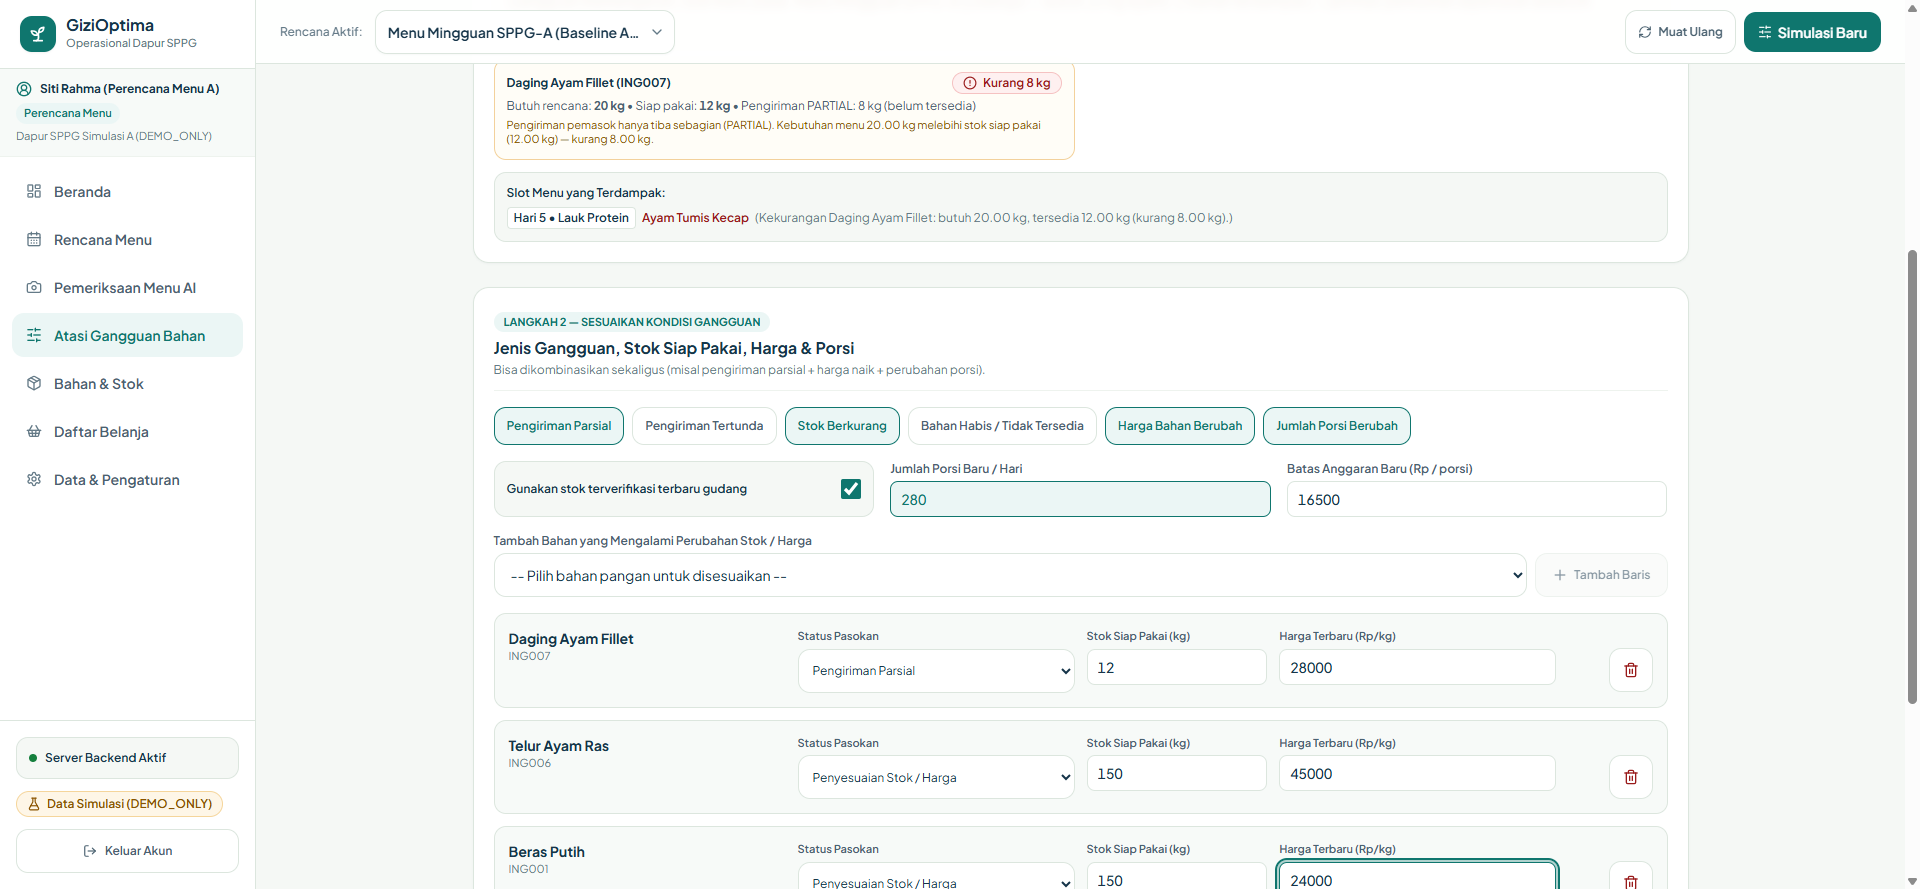 GiziOptima
Operasional Dapur SPPG
Rencana Aktif:
Menu Mingguan SPPG-A (Baseline A...
Muat Ulang
Simulasi Baru
Siti Rahma (Perencana Menu A)
Perencana Menu
Dapur SPPG Simulasi A (DEMO_ONLY)
Beranda
Rencana Menu
Pemeriksaan Menu AI
Atasi Gangguan Bahan
Bahan & Stok
Daftar Belanja
Data & Pengaturan
Server Backend Aktif
Data Simulasi (DEMO_ONLY)
Keluar Akun
Daging Ayam Fillet (ING007)
Kurang 8 kg
Butuh rencana: 20 kg • Siap pakai: 12 kg • Pengiriman PARTIAL: 8 kg (belum tersedia)
Pengiriman pemasok hanya tiba sebagian (PARTIAL). Kebutuhan menu 20.00 kg melebihi stok siap pakai
(12.00 kg) — kurang 8.00 kg.
Slot Menu yang Terdampak:
Hari 5 • Lauk Protein Ayam Tumis Kecap (Kekurangan Daging Ayam Fillet: butuh 20.00 kg, tersedia 12.00 kg (kurang 8.00 kg).)
LANGKAH 2 — SESUAIKAN KONDISI GANGGUAN
Jenis Gangguan, Stok Siap Pakai, Harga & Porsi
Bisa dikombinasikan sekaligus (misal pengiriman parsial + harga naik + perubahan porsi).
Pengiriman Parsial
Pengiriman Tertunda
Stok Berkurang
Bahan Habis / Tidak Tersedia
Harga Bahan Berubah
Jumlah Porsi Berubah
Gunakan stok terverifikasi terbaru gudang
Jumlah Porsi Baru / Hari
280
Batas Anggaran Baru (Rp / porsi)
16500
Tambah Bahan yang Mengalami Perubahan Stok / Harga
-- Pilih bahan pangan untuk disesuaikan --
Tambah Baris
Daging Ayam Fillet
ING007
Status Pasokan
Pengiriman Parsial
Stok Siap Pakai (kg)
12
Harga Terbaru (Rp/kg)
28000
Telur Ayam Ras
ING006
Status Pasokan
Penyesuaian Stok / Harga
Stok Siap Pakai (kg)
150
Harga Terbaru (Rp/kg)
45000
Beras Putih
ING001
Status Pasokan
Penyesuaian Stok / Harga
Stok Siap Pakai (kg)
150
Harga Terbaru (Rp/kg)
24000